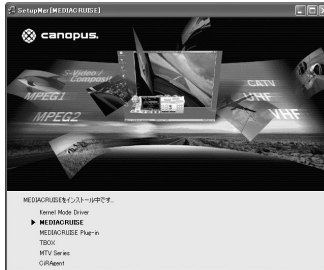 SetupMgr[MEDIACRUISE]
canopus.
S-Video/
Composit
MPEG1
MPEG2
CATV
UHF
VHF
MEDIACRUISEをインストール中です.
Kernel Mode Driver
MEDIACRUISE
MEDIACRUISE Plug-in
TBOX
MTV Series
CiRAgent